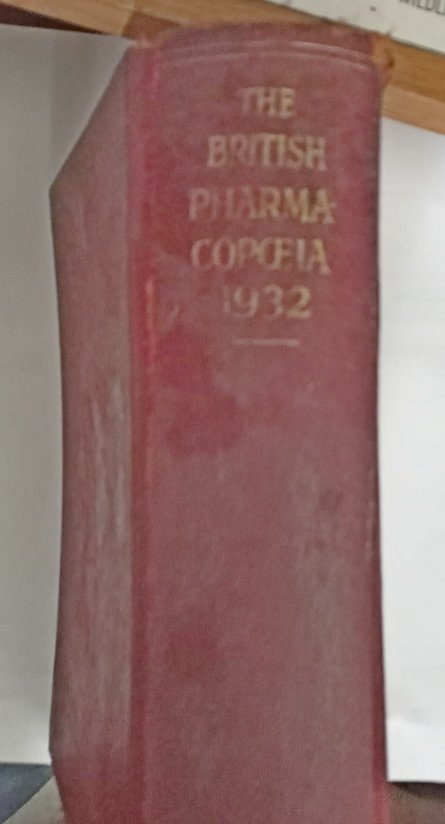 THE
BRITISH
PHARMA-
COPŒIA
1932